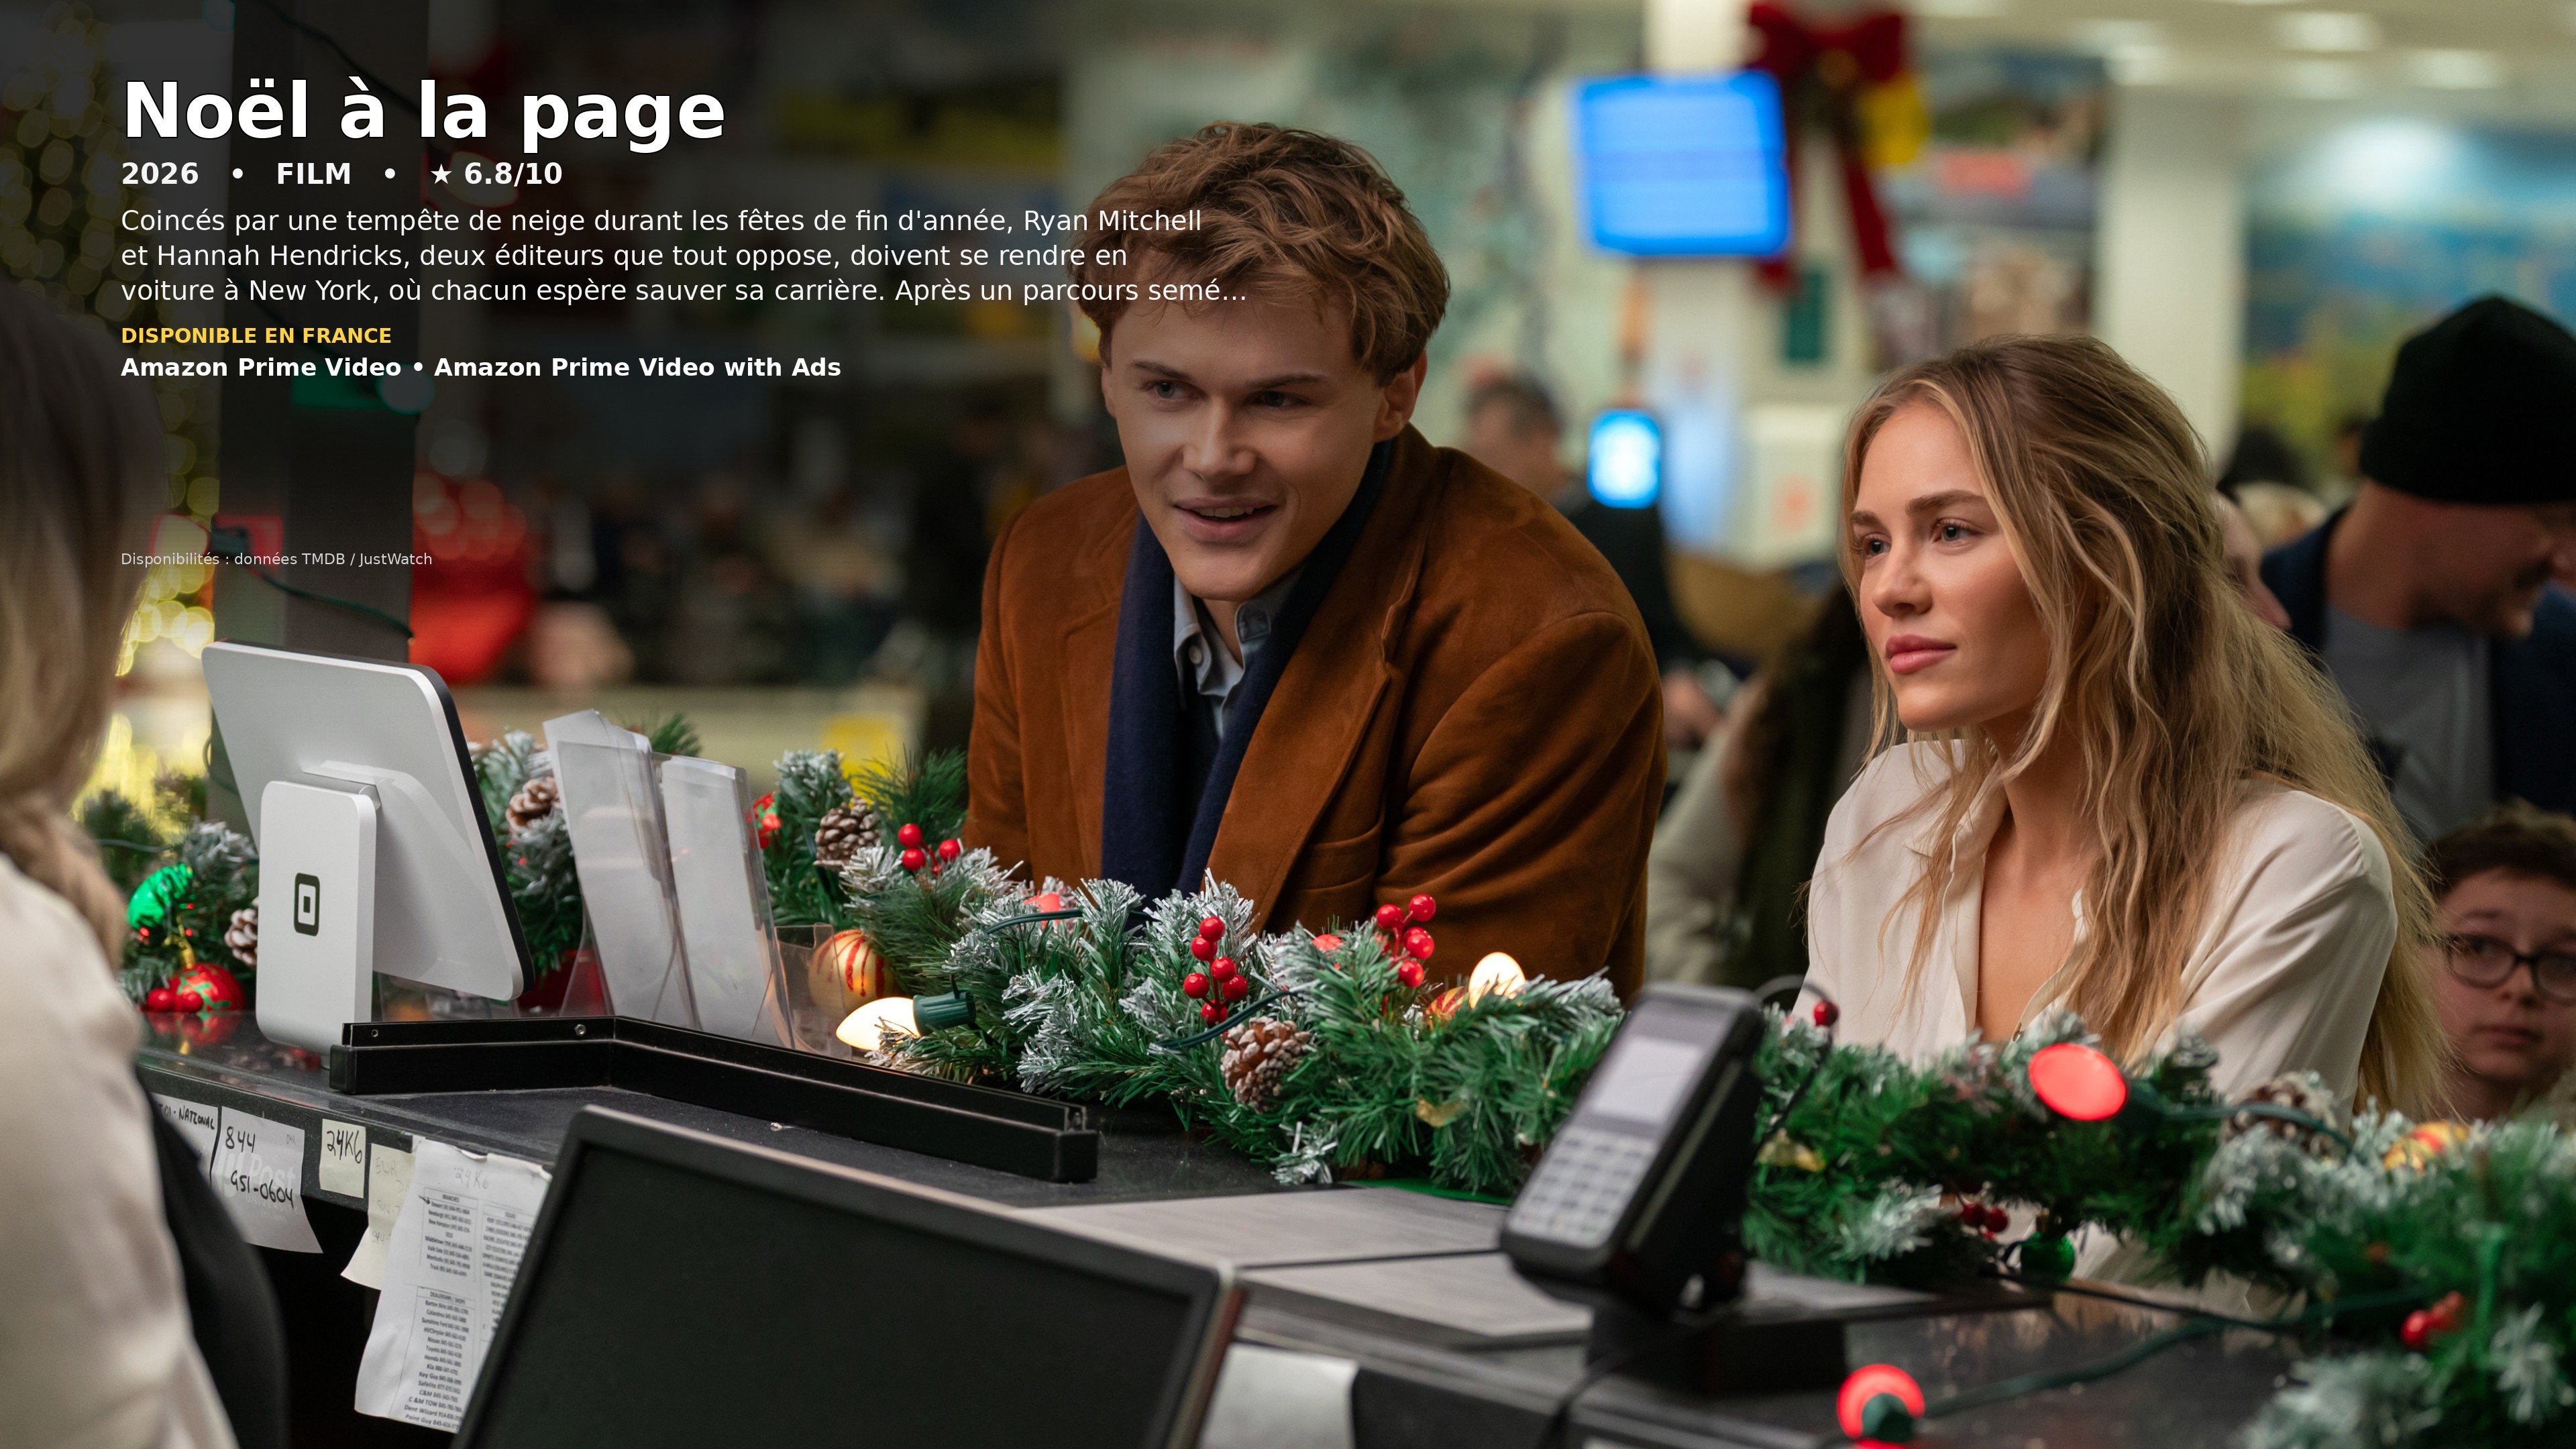 Noël à la page
2026 • FILM • ★ 6.8/10
Coincés par une tempête de neige durant les fêtes de fin d'année, Ryan Mitchell
et Hannah Hendricks, deux éditeurs que tout oppose, doivent se rendre en
voiture à New York, où chacun espère sauver sa carrière. Après un parcours semé…
DISPONIBLE EN FRANCE
Amazon Prime Video • Amazon Prime Video with Ads
Disponibilités : données TMDB / JustWatch
NATIONAL
844
951-0604
24K6